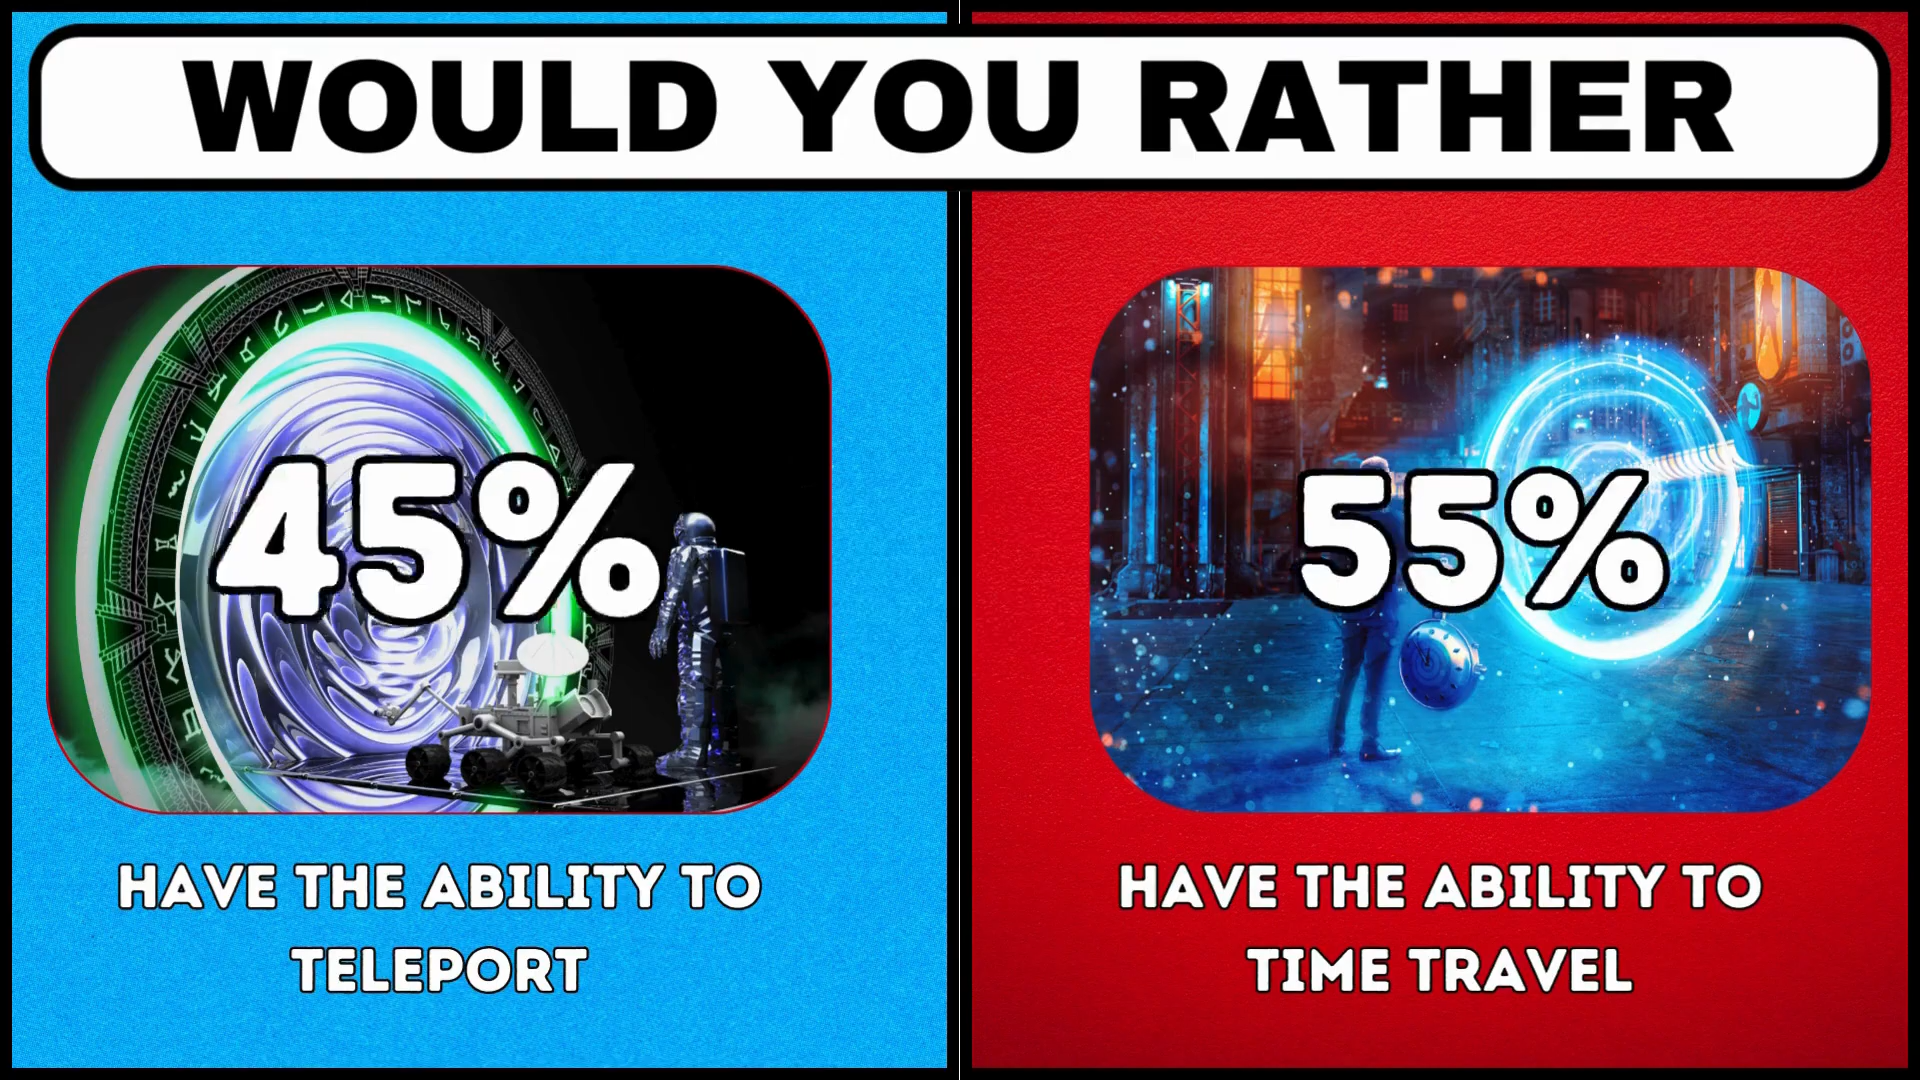 WOULD YOU RATHER
45%
HAVE THE ABILITY TO
TELEPORT
55%
HAVE THE ABILITY TO
TIME TRAVEL